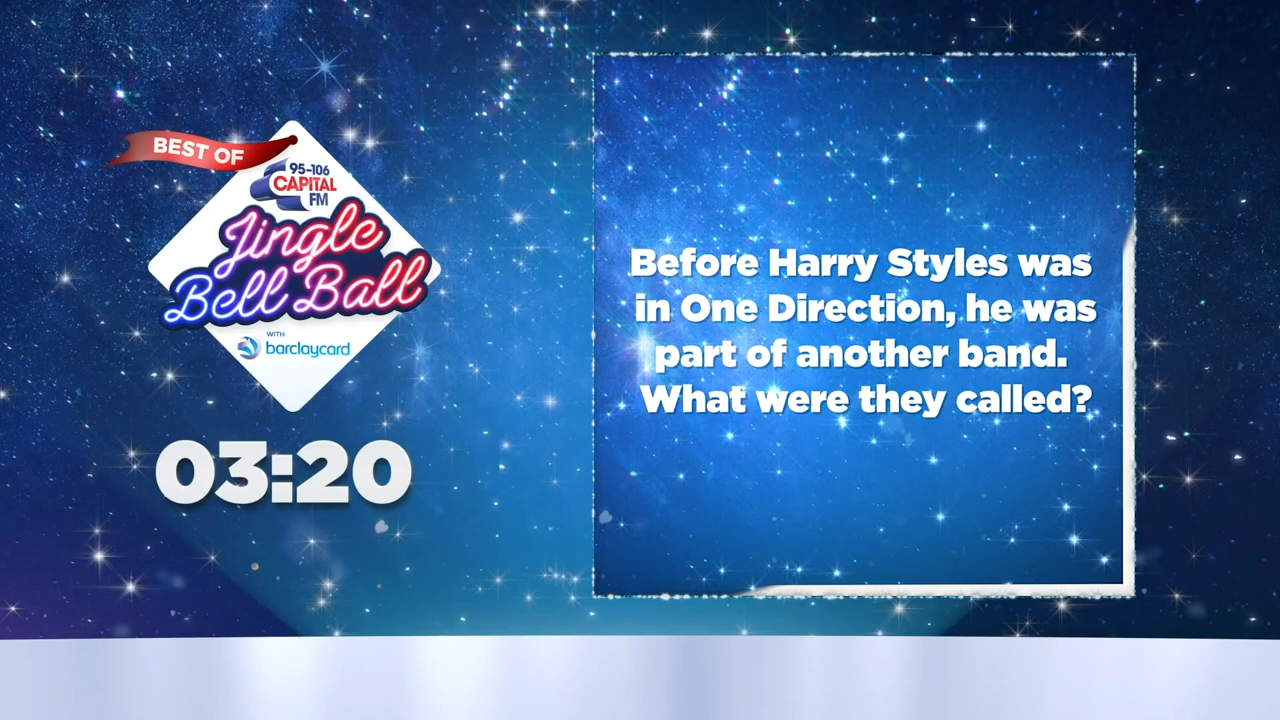 BEST OF
95-106
CAPITAL
FM
Jingle
Bell Ball
WITH
barclaycard
03:20
Before Harry Styles was
in One Direction, he was
part of another band.
What were they called?